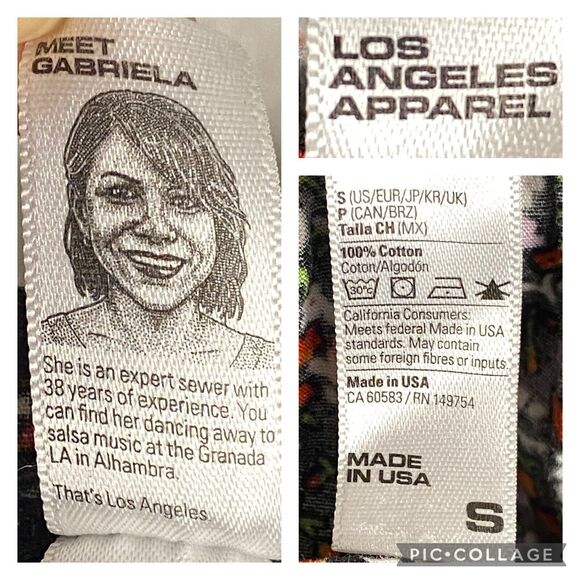 MEET
GABRIELA
She is an expert sewer with
38 years of experience. You
can find her dancing away to
salsa music at the Granada
LA in Alhambra.
That's Los Angeles.
LOS
ANGELES
APPAREL
S (US/EUR/JP/KR/UK)
P (CAN/BRZ)
Talla CH (MX)
100% Cotton
Coton/Algodón
30°c
California Consumers:
Meets federal Made in USA
standards. May contain
some foreign fibres or inputs.
Made in USA
CA 60583 / RN 149754
MADE
IN USA
S
PIC•COLLAGE